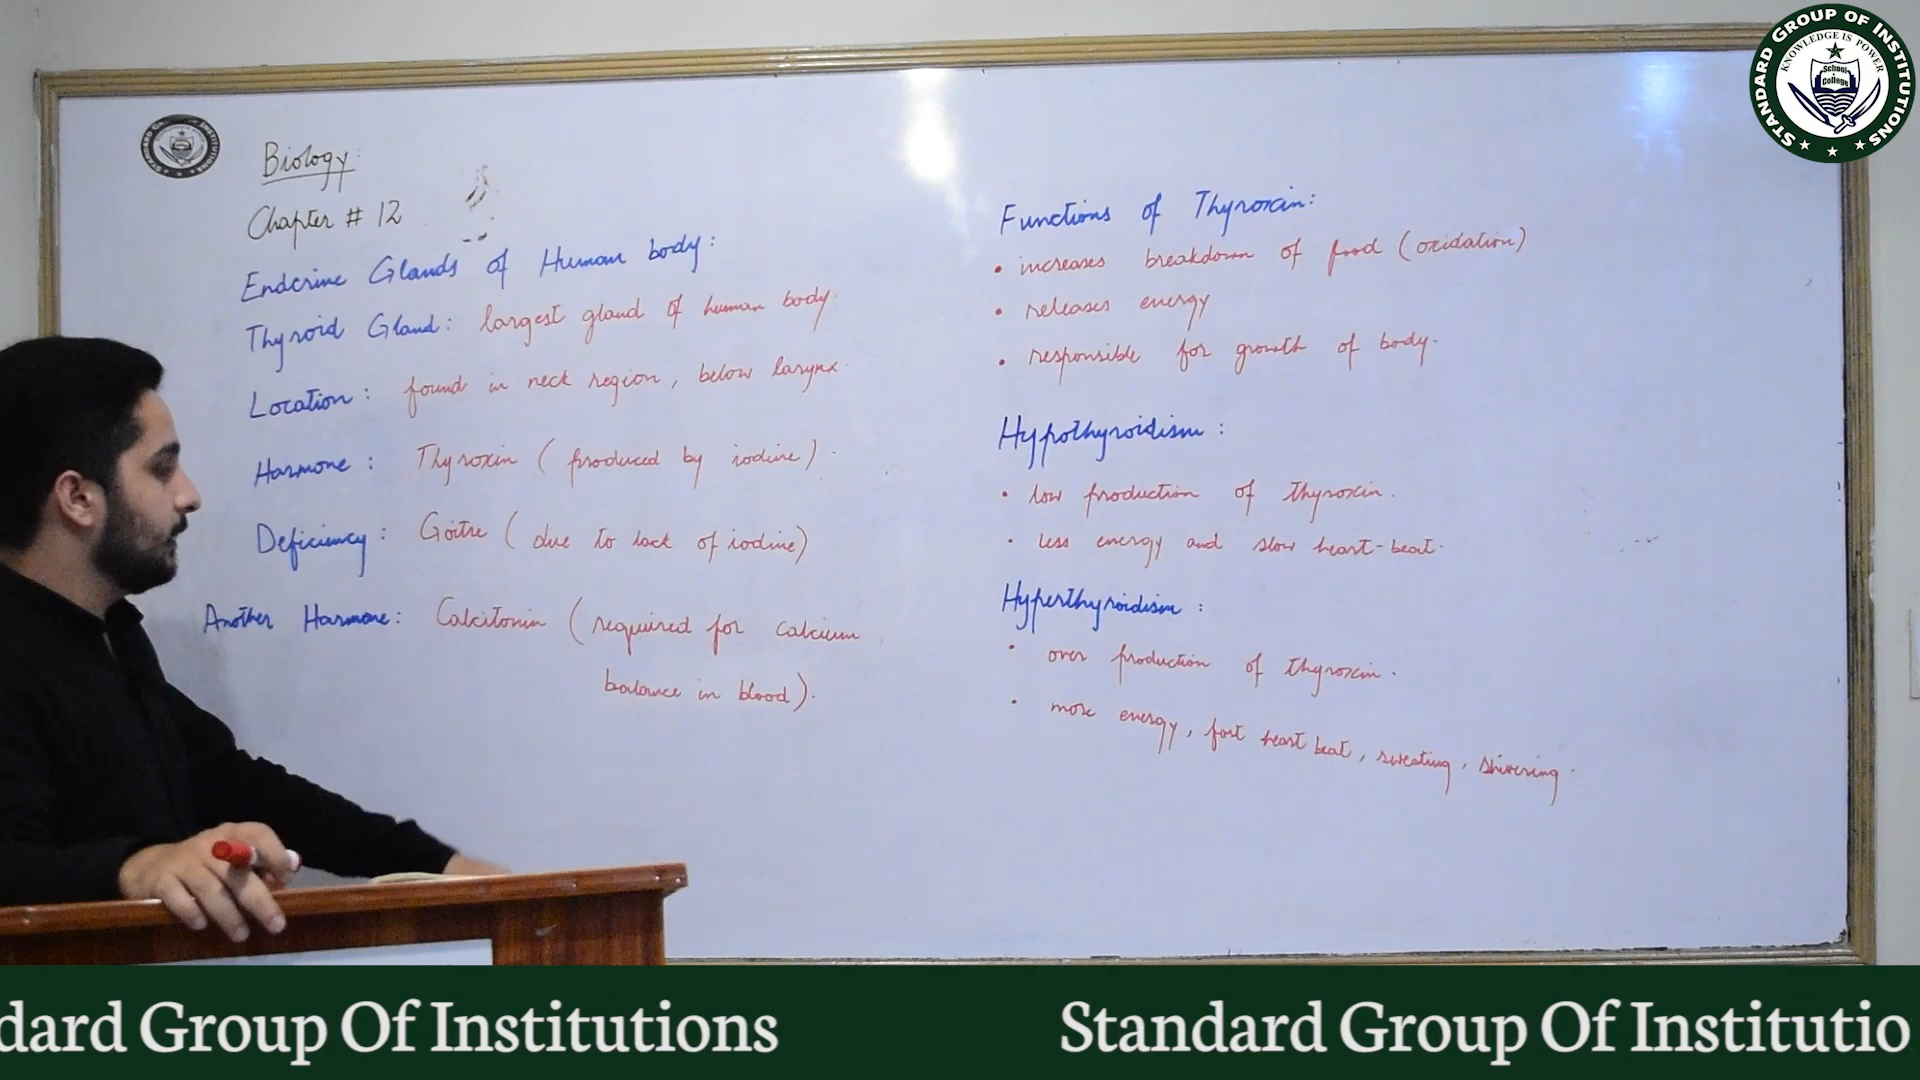 STANDARD GROUP OF INSTITUTIONS
KNOWLEDGE IS POWER
School
College
Biology
Chapter # 12
Endcrine Glands of Human body:
Thyroid Gland: largest gland of human body.
Location: found in neck region, below larynx.
Harmone: Thyroxin (produced by iodine).
Deficiency: Goitre (due to lack of iodine)
Another Harmone: Calcitonin (required for calcium
balance in blood).
Functions of Thyroxin:
• increases breakdown of food (oxidation)
• releases energy
• responsible for growth of body.
Hypothyroidism:
• low production of thyroxin.
• less energy and slow heart-beat.
Hyperthyroidism:
• over production of thyroxin.
• more energy, fast heart beat, sweating, shivering.
dard Group Of Institutions
Standard Group Of Institutio